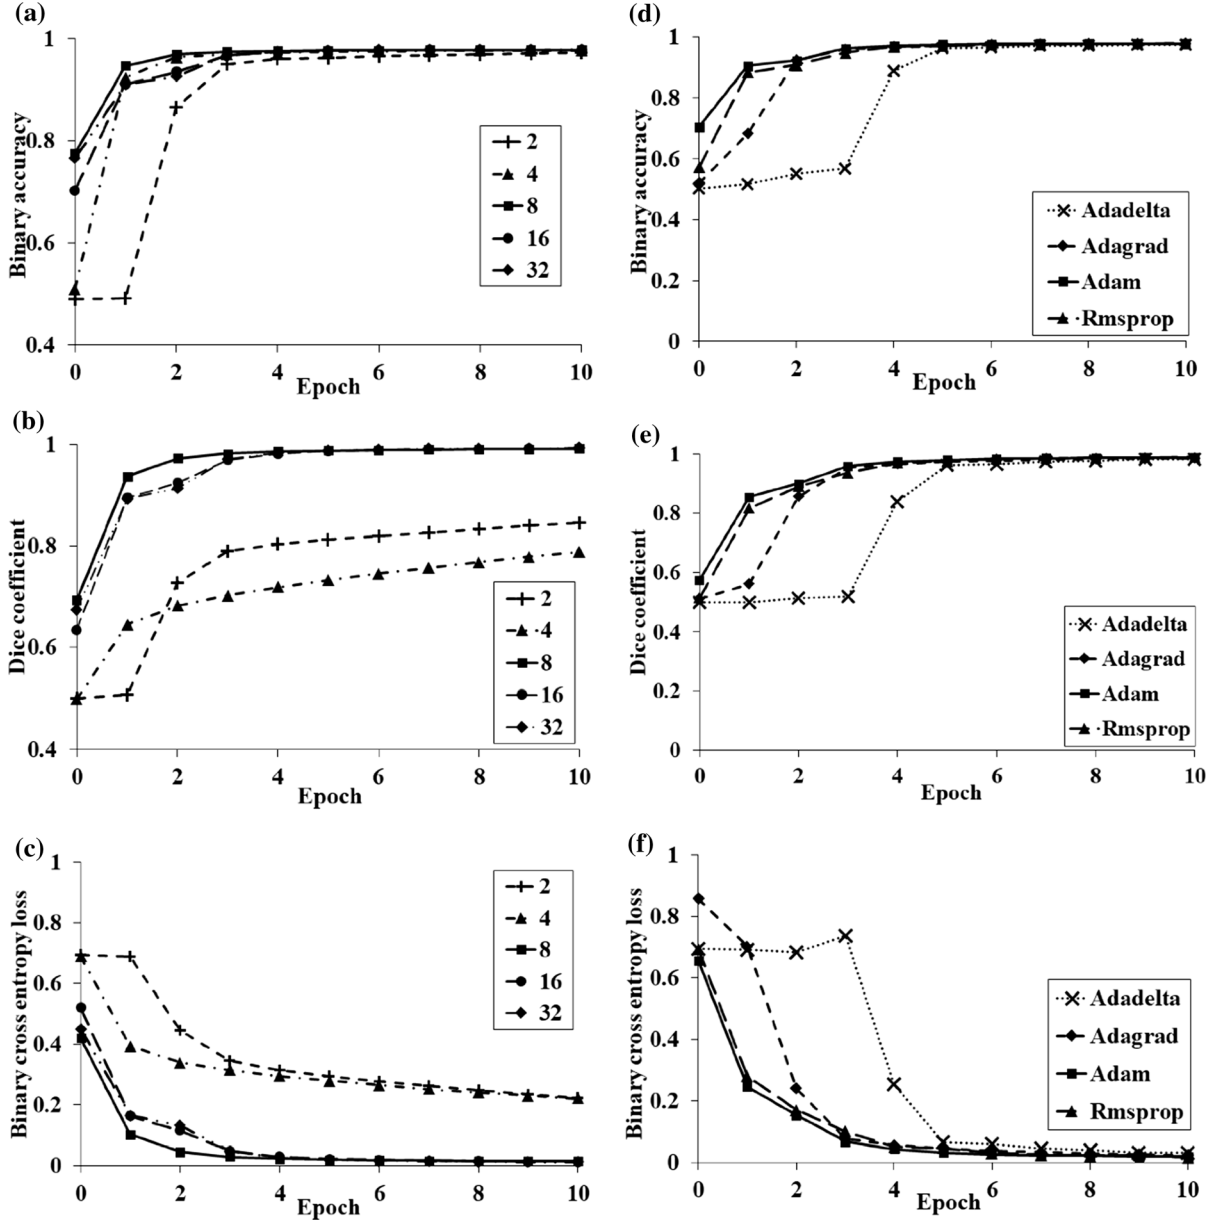 (a)
1
0.8
0.6
0.4
Binary accuracy
0 2 4 6 8 10
Epoch
2
4
8
16
32
(d)
1
0.8
0.6
0.4
0.2
0
Binary accuracy
0 2 4 6 8 10
Epoch
Adadelta
Adagrad
Adam
Rmsprop
(b)
1
0.8
0.6
0.4
Dice coefficient
0 2 4 6 8 10
Epoch
2
4
8
16
32
(e)
1
0.8
0.6
0.4
0.2
0
Dice coefficient
0 2 4 6 8 10
Epoch
Adadelta
Adagrad
Adam
Rmsprop
(c)
1
0.8
0.6
0.4
0.2
0
Binary cross entropy loss
0 2 4 6 8 10
Epoch
2
4
8
16
32
(f)
1
0.8
0.6
0.4
0.2
0
Binary cross entropy loss
0 2 4 6 8 10
Epoch
Adadelta
Adagrad
Adam
Rmsprop